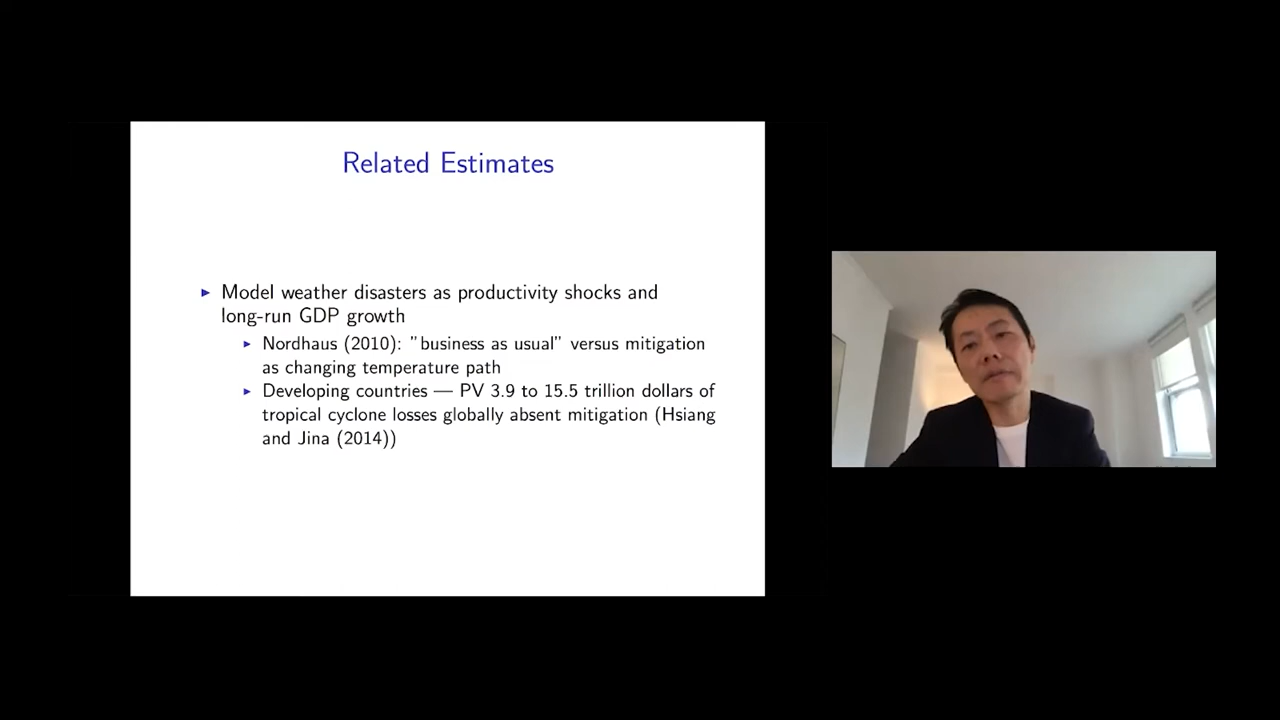 Related Estimates
▶ Model weather disasters as productivity shocks and
long-run GDP growth
▶ Nordhaus (2010): ”business as usual” versus mitigation
as changing temperature path
▶ Developing countries — PV 3.9 to 15.5 trillion dollars of
tropical cyclone losses globally absent mitigation (Hsiang
and Jina (2014))